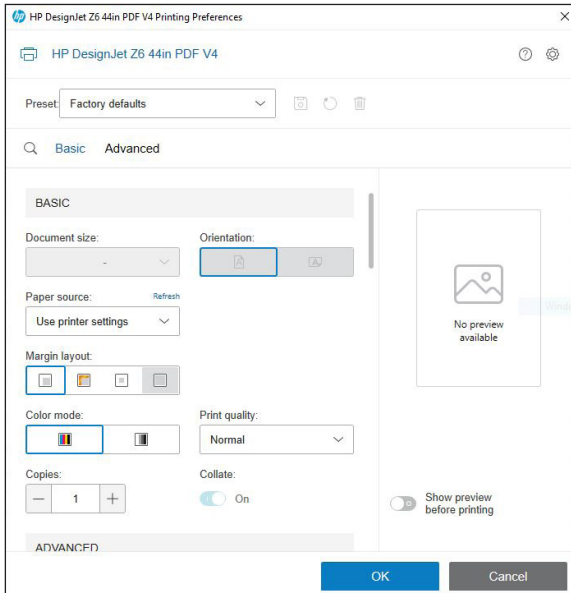 HP DesignJet Z6 44in PDF V4 Printing Preferences
HP DesignJet Z6 44in PDF V4
Preset: Factory defaults
Basic Advanced
BASIC
Document size: Orientation:
-
Paper source: Refresh
Use printer settings
Margin layout:
Color mode: Print quality:
Normal
Copies: Collate:
1 On
No preview
available
Show preview
before printing
ADVANCED
OK Cancel